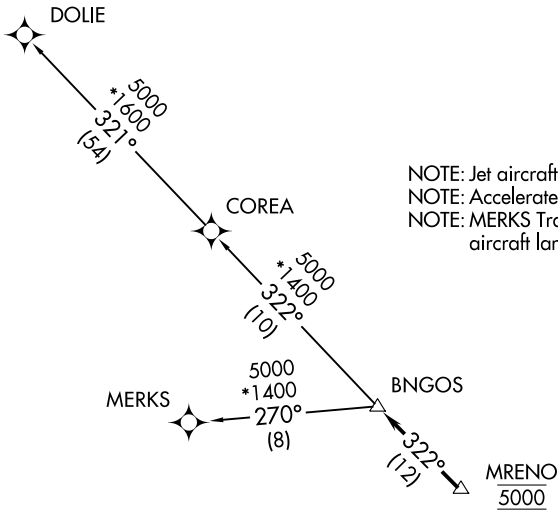 DOLIE
5000
*1600
321°
(54)
NOTE: Jet aircraft
NOTE: Accelerate
NOTE: MERKS Tra
aircraft lan
COREA
5000
*1400
322°
(10)
5000
*1400
270°
(8)
MERKS
BNGOS
322°
(12)
MRENO
5000